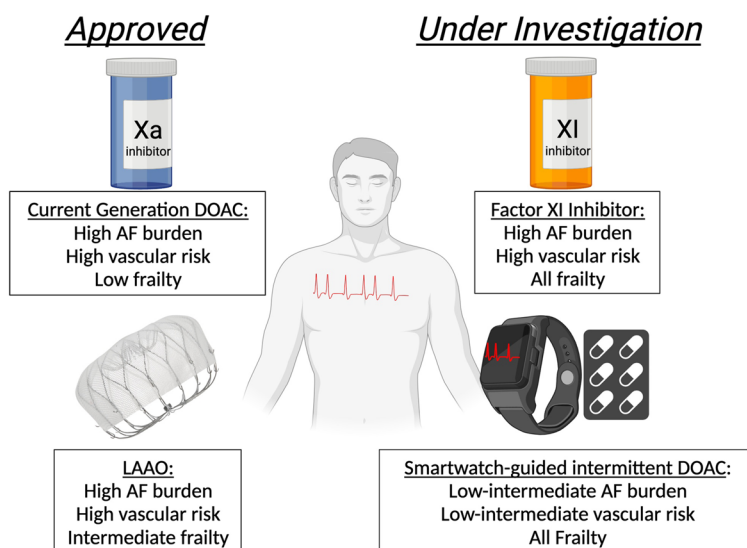 Approved
Under Investigation
Xa
inhibitor
XI
inhibitor
Current Generation DOAC:
High AF burden
High vascular risk
Low frailty
Factor XI Inhibitor:
High AF burden
High vascular risk
All frailty
LAAO:
High AF burden
High vascular risk
Intermediate frailty
Smartwatch-guided intermittent DOAC:
Low-intermediate AF burden
Low-intermediate vascular risk
All Frailty